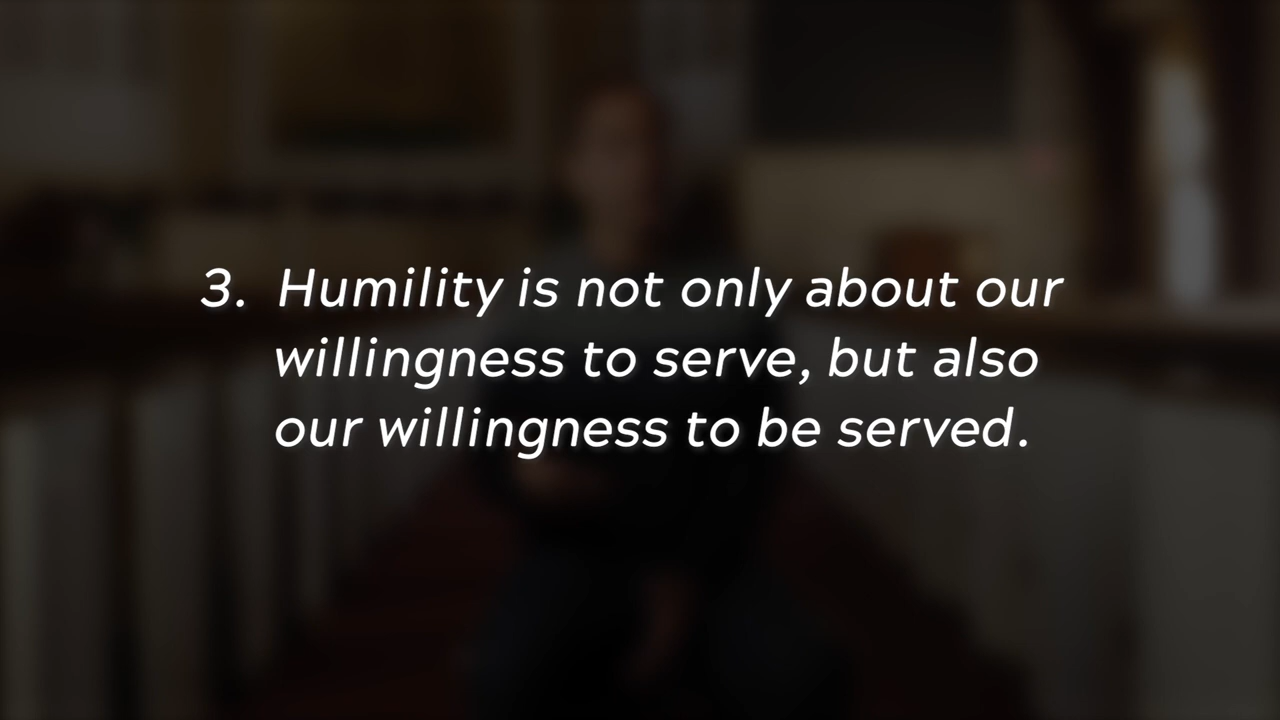 3. Humility is not only about our
willingness to serve, but also
our willingness to be served.